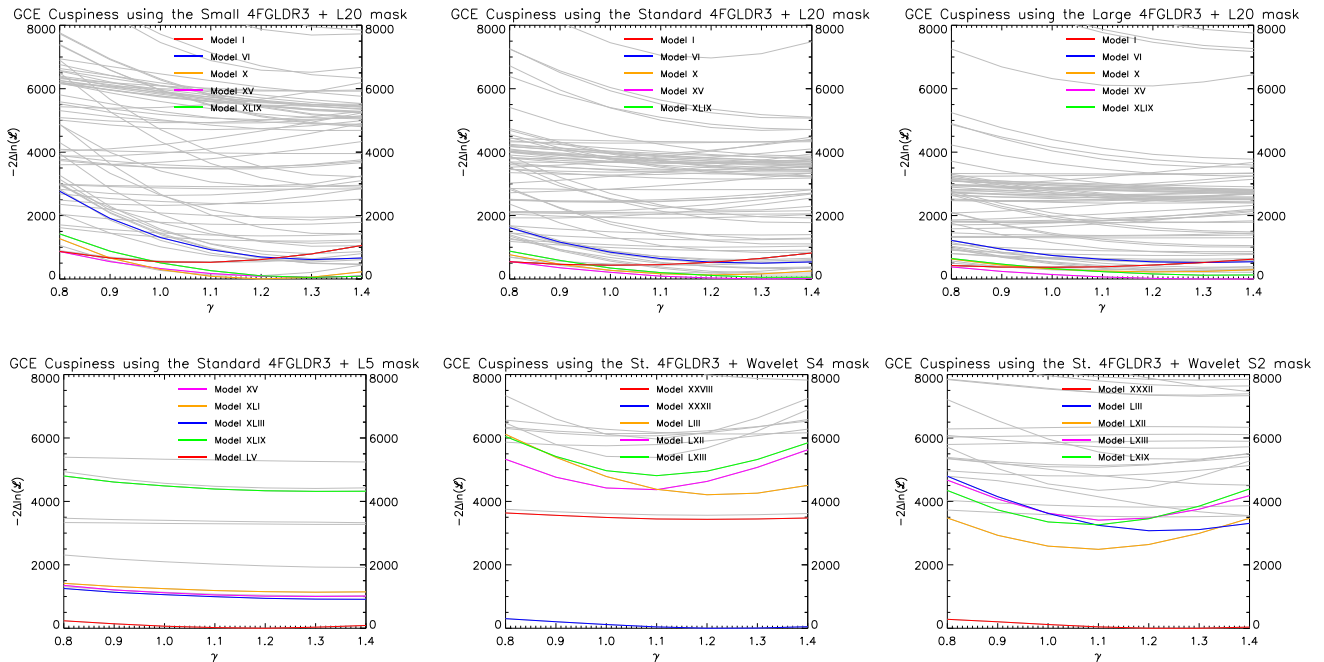 GCE Cuspiness using the Small 4FGLDR3 + L20 mask
8000 8000
Model I
Model VI
Model X
Model XV
Model XLIX
6000 6000
4000 4000
2000 2000
0 0
-2Δln(ℒ)
0.8 0.9 1.0 1.1 1.2 1.3 1.4
γ
GCE Cuspiness using the Standard 4FGLDR3 + L20 mask
8000 8000
Model I
Model VI
Model X
Model XV
Model XLIX
6000 6000
4000 4000
2000 2000
0 0
-2Δln(ℒ)
0.8 0.9 1.0 1.1 1.2 1.3 1.4
γ
GCE Cuspiness using the Large 4FGLDR3 + L20 mask
8000 8000
Model I
Model VI
Model X
Model XV
Model XLIX
6000 6000
4000 4000
2000 2000
0 0
-2Δln(ℒ)
0.8 0.9 1.0 1.1 1.2 1.3 1.4
γ
GCE Cuspiness using the Standard 4FGLDR3 + L5 mask
8000 8000
Model XV
Model XLI
Model XLIII
Model XLIX
Model LV
6000 6000
4000 4000
2000 2000
0 0
-2Δln(ℒ)
0.8 0.9 1.0 1.1 1.2 1.3 1.4
γ
GCE Cuspiness using the St. 4FGLDR3 + Wavelet S4 mask
8000 8000
Model XXVIII
Model XXXII
Model LIII
Model LXII
Model LXIII
6000 6000
4000 4000
2000 2000
0 0
-2Δln(ℒ)
0.8 0.9 1.0 1.1 1.2 1.3 1.4
γ
GCE Cuspiness using the St. 4FGLDR3 + Wavelet S2 mask
8000 8000
Model XXXII
Model LIII
Model LXII
Model LXIII
Model LXIX
6000 6000
4000 4000
2000 2000
0 0
-2Δln(ℒ)
0.8 0.9 1.0 1.1 1.2 1.3 1.4
γ